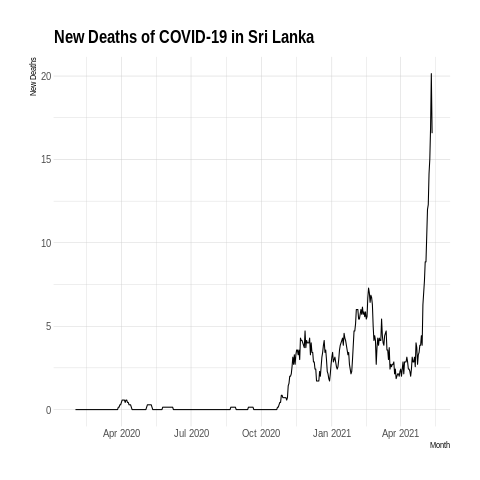 New Deaths of COVID-19 in Sri Lanka
New Deaths
20
15
10
5
0
Apr 2020 Jul 2020 Oct 2020 Jan 2021 Apr 2021
Month